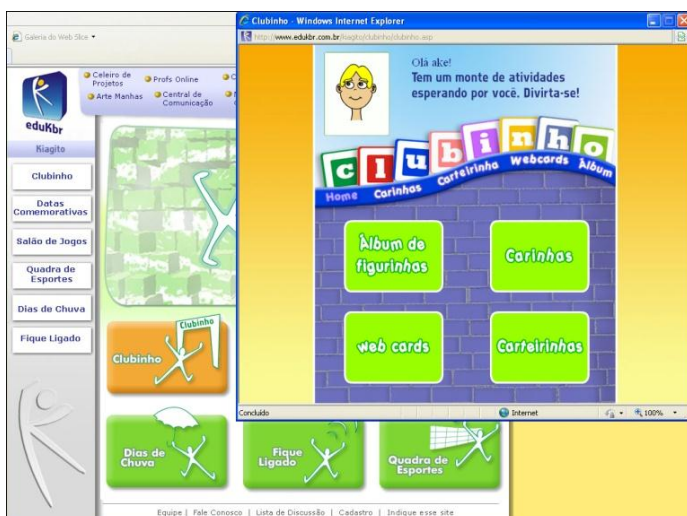 Galeria do Web Slice
Celeiro de
Projetos
Profs Online
Arte Manhas
Central de
Comunicação
eduKbr
Kiagito
Clubinho
Datas
Comemorativas
Salão de Jogos
Quadra de
Esportes
Dias de Chuva
Fique Ligado
Clubinho
Clubinho
Dias de
Chuva
Fique
Ligado
Quadra de
Esportes
Equipe | Fale Conosco | Lista de Discussão | Cadastro | Indique esse site
Clubinho - Windows Internet Explorer
http://www.edukbr.com.br/kiagito/clubinho/clubinho.asp
Olá ake!
Tem um monte de atividades
esperando por você. Divirta-se!
clubinho
Home Carinhas Carteirinha Webcards Álbum
Álbum de
figurinhas
Carinhas
web cards
Carteirinhas
Concluído Internet 100%